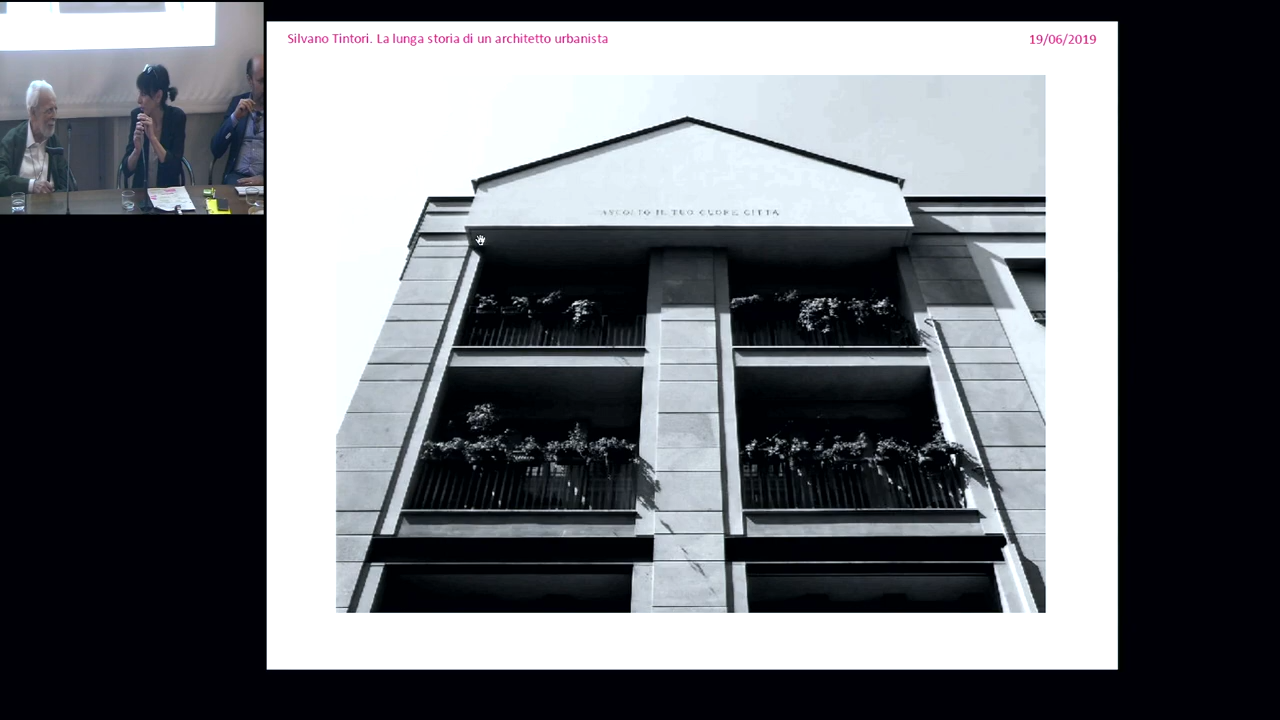 Silvano Tintori. La lunga storia di un architetto urbanista
19/06/2019
ASCOLTO IL TUO CUORE CITTÀ